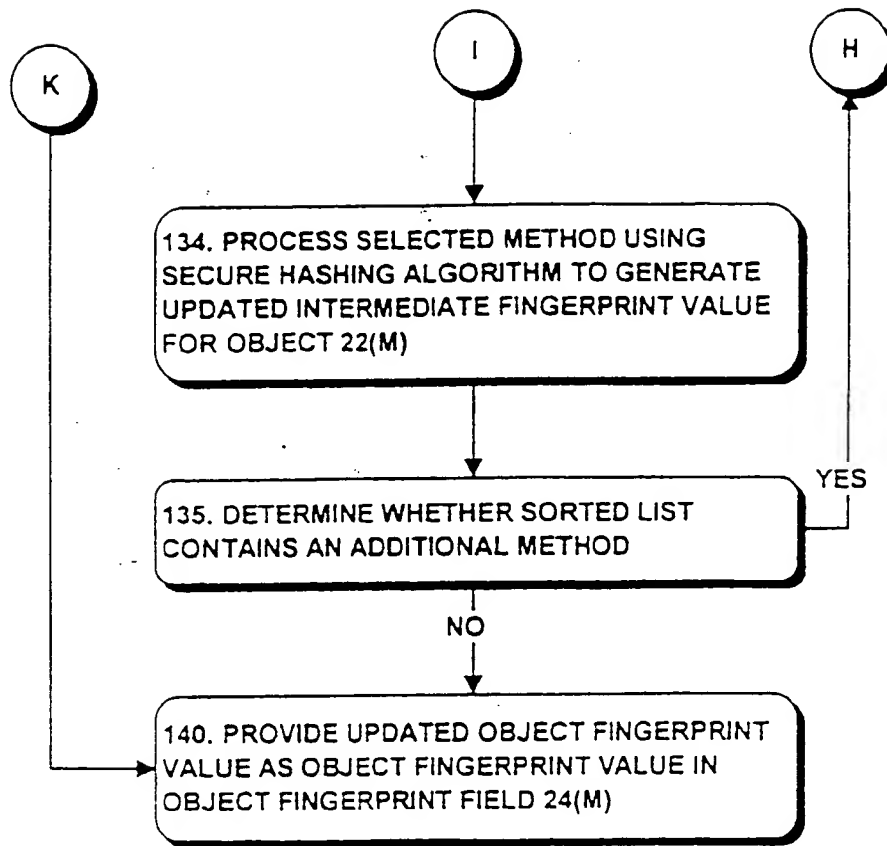 K
I
H
134. PROCESS SELECTED METHOD USING
SECURE HASHING ALGORITHM TO GENERATE
UPDATED INTERMEDIATE FINGERPRINT VALUE
FOR OBJECT 22(M)
YES
135. DETERMINE WHETHER SORTED LIST
CONTAINS AN ADDITIONAL METHOD
NO
140. PROVIDE UPDATED OBJECT FINGERPRINT
VALUE AS OBJECT FINGERPRINT VALUE IN
OBJECT FINGERPRINT FIELD 24(M)